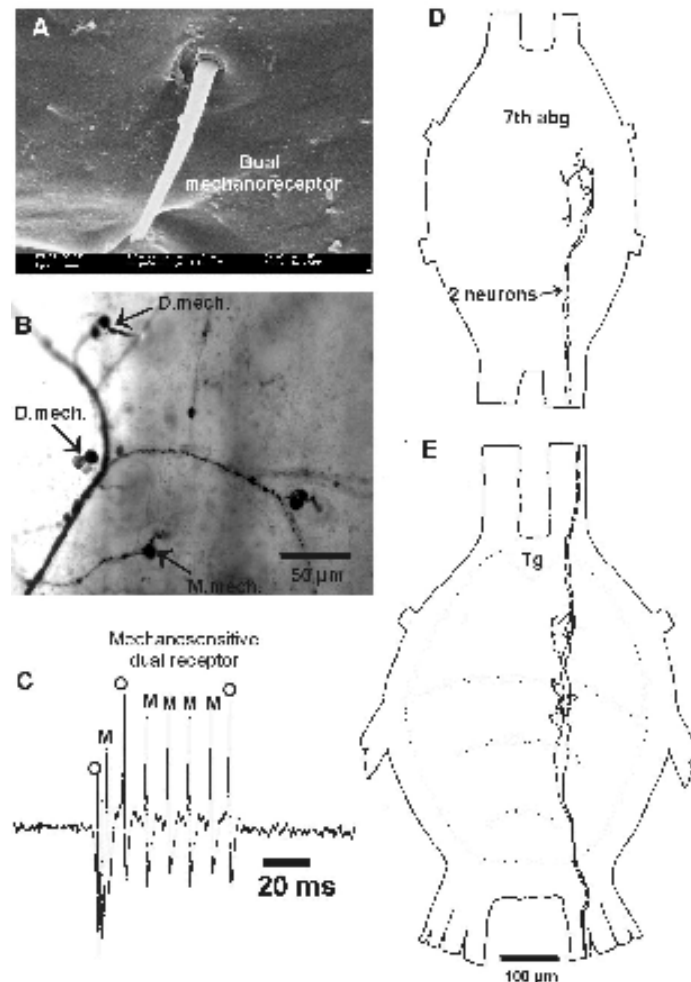 A
Dual
mechanoreceptor
B
D.mech.
D.mech.
M.mech.
50 µm
Mechanosensitive
dual receptor
C
M
M M M M
20 ms
D
7th abg
2 neurons
E
Tg
100 µm